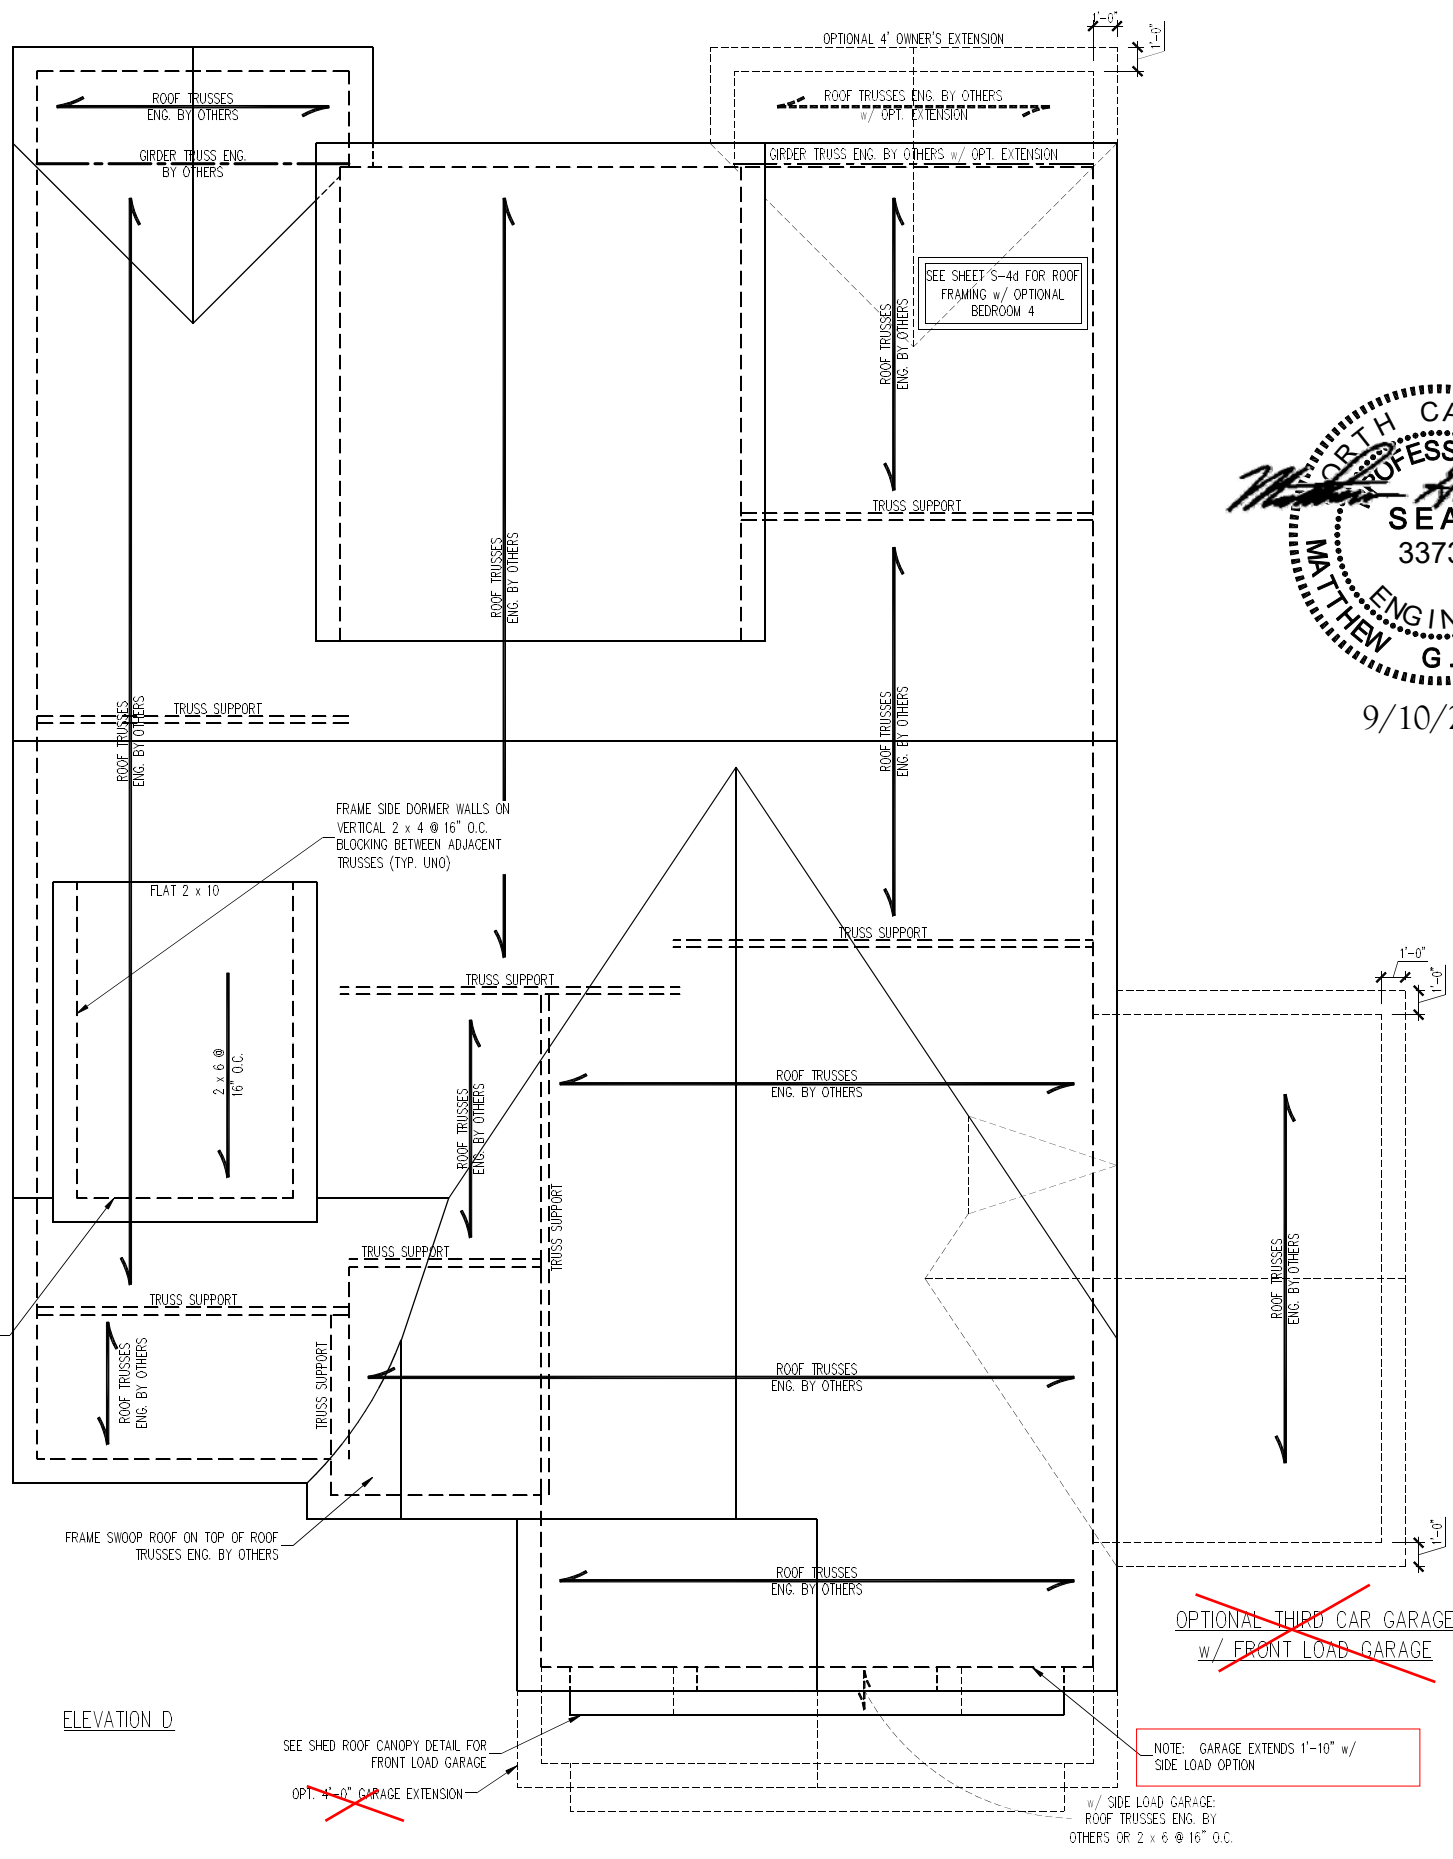 1'-0"
1'-0"
OPTIONAL 4' OWNER'S EXTENSION
ROOF TRUSSES
ENG. BY OTHERS
ROOF TRUSSES ENG. BY OTHERS
w/ OPT. EXTENSION
GIRDER TRUSS ENG.
BY OTHERS
GIRDER TRUSS ENG. BY OTHERS w/ OPT. EXTENSION
SEE SHEET S-4d FOR ROOF
FRAMING w/ OPTIONAL
BEDROOM 4
ROOF TRUSSES
ENG. BY OTHERS
ORTH CA
OFESS
SEA
3373
ENGIN
MATTHEW G.
9/10/2
TRUSS SUPPORT
ROOF TRUSSES
ENG. BY OTHERS
TRUSS SUPPORT
ROOF TRUSSES
ENG. BY OTHERS
ROOF TRUSSES
ENG. BY OTHERS
FRAME SIDE DORMER WALLS ON
VERTICAL 2 x 4 @ 16" O.C.
BLOCKING BETWEEN ADJACENT
TRUSSES (TYP. UNO)
FLAT 2 x 10
TRUSS SUPPORT
TRUSS SUPPORT
1'-0"
1'-0"
2 x 6 @
16" O.C.
ROOF TRUSSES
ENG. BY OTHERS
ROOF TRUSSES
ENG. BY OTHERS
TRUSS SUPPORT
TRUSS SUPPORT
ROOF TRUSSES
ENG. BY OTHERS
TRUSS SUPPORT
ROOF TRUSSES
ENG. BY OTHERS
TRUSS SUPPORT
ROOF TRUSSES
ENG. BY OTHERS
FRAME SWOOP ROOF ON TOP OF ROOF
TRUSSES ENG. BY OTHERS
1'-0"
ROOF TRUSSES
ENG. BY OTHERS
OPTIONAL THIRD CAR GARAGE
w/ FRONT LOAD GARAGE
ELEVATION D
SEE SHED ROOF CANOPY DETAIL FOR
FRONT LOAD GARAGE
OPT. 4'-0" GARAGE EXTENSION
NOTE: GARAGE EXTENDS 1'-10" w/
SIDE LOAD OPTION
w/ SIDE LOAD GARAGE:
ROOF TRUSSES ENG. BY
OTHERS OR 2 x 6 @ 16" O.C.